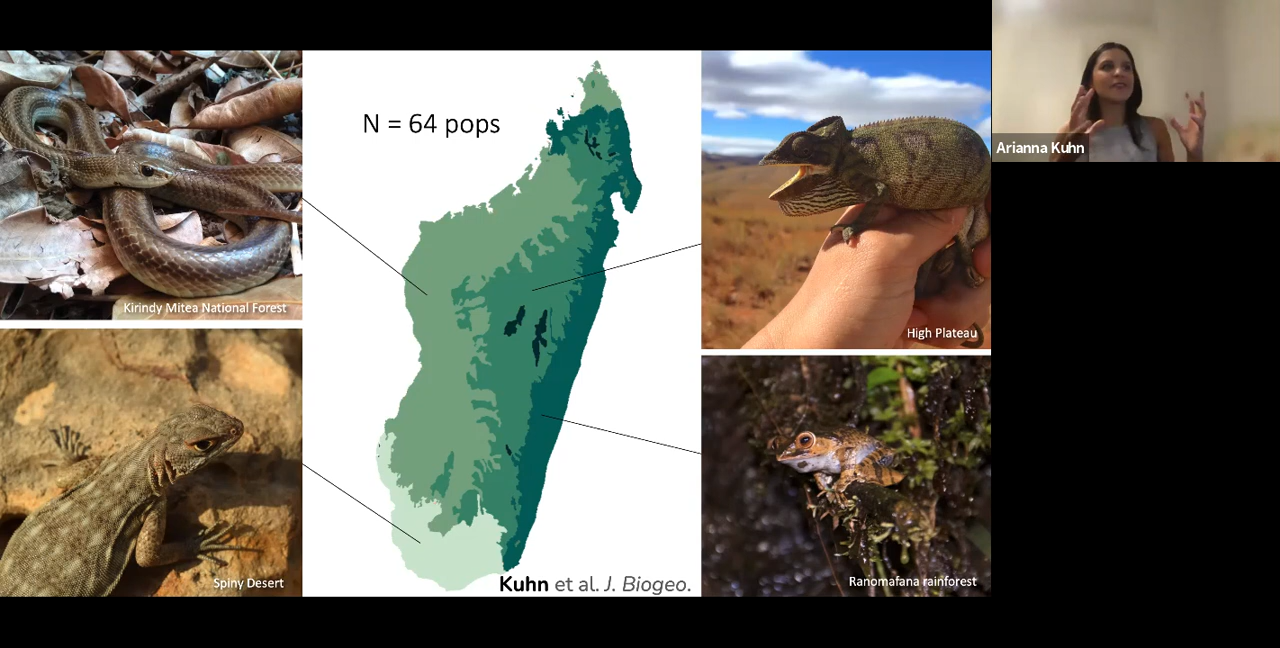 N = 64 pops
Arianna Kuhn
Kirindy Mitea National Forest
High Plateau
Spiny Desert
Ranomafana rainforest
Kuhn et al. J. Biogeo.